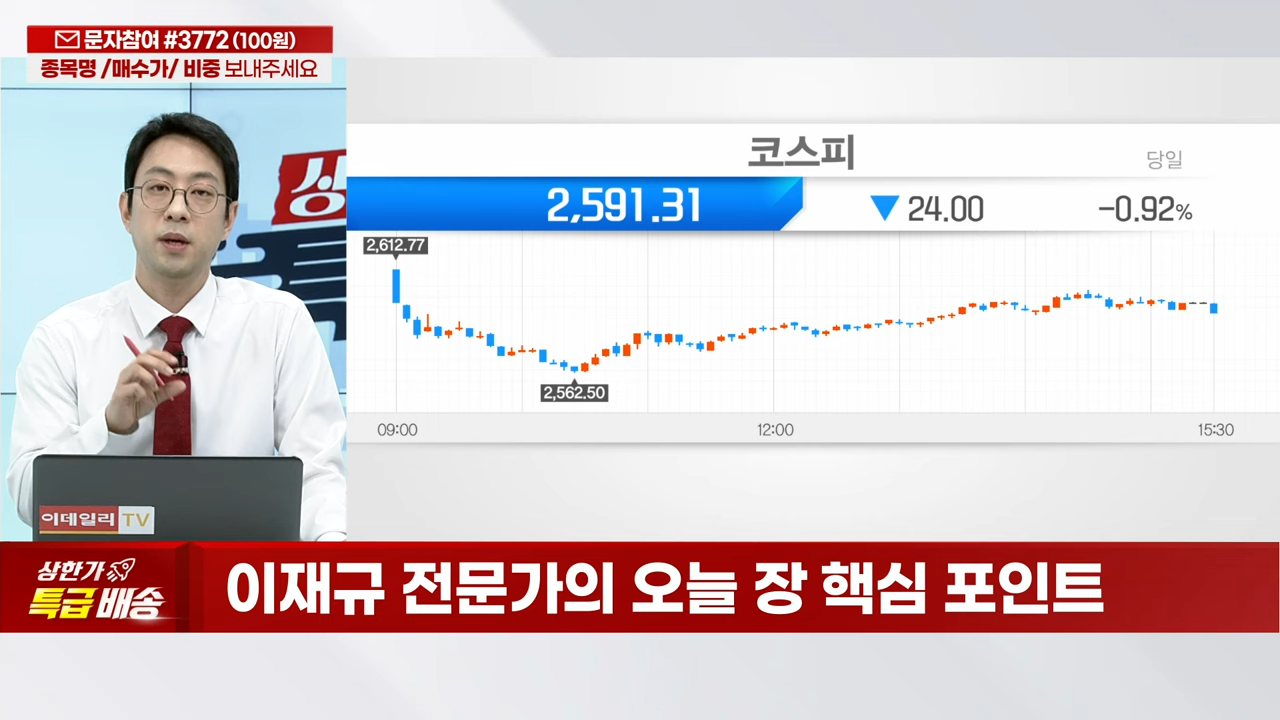 문자참여 #3772 (100원)
종목명 /매수가/ 비중 보내주세요
상
특
코스피
당일
2,591.31
▼ 24.00
-0.92%
2,612.77
2,562.50
09:00
12:00
15:30
이데일리 TV
상한가
특급 배송
이재규 전문가의 오늘 장 핵심 포인트